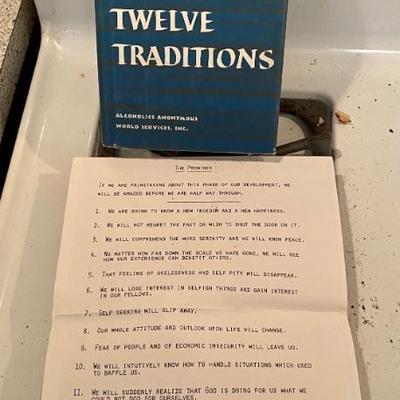 TWELVE
TRADITIONS
ALCOHOLICS ANONYMOUS
WORLD SERVICES, INC.
THE PROMISES
IF WE ARE PAINSTAKING ABOUT THIS PHASE OF OUR DEVELOPMENT, WE
WILL BE AMAZED BEFORE WE ARE HALF WAY THROUGH.
1. WE ARE GOING TO KNOW A NEW FREEDOM AND A NEW HAPPINESS.
2. WE WILL NOT REGRET THE PAST OR WISH TO SHUT THE DOOR ON IT.
3. WE WILL COMPREHEND THE WORD SERENITY AND WE WILL KNOW PEACE.
4. NO MATTER HOW FAR DOWN THE SCALE WE HAVE GONE, WE WILL SEE
HOW OUR EXPERIENCE CAN BENEFIT OTHERS.
5. THAT FEELING OF USELESSNESS AND SELF PITY WILL DISAPPEAR.
6. WE WILL LOSE INTEREST IN SELFISH THINGS AND GAIN INTEREST
IN OUR FELLOWS.
7. SELF SEEKING WILL SLIP AWAY.
8. OUR WHOLE ATTITUDE AND OUTLOOK UPON LIFE WILL CHANGE.
9. FEAR OF PEOPLE AND OF ECONOMIC INSECURITY WILL LEAVE US.
10. WE WILL INTUITIVELY KNOW HOW TO HANDLE SITUATIONS WHICH USED
TO BAFFLE US.
11. WE WILL SUDDENLY REALIZE THAT GOD IS DOING FOR US WHAT WE
COULD NOT DOO FOR OURSELVES.